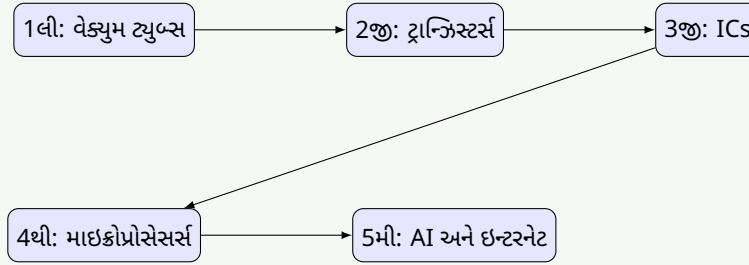 1લી: વેક્યુમ ટ્યુબ્સ
2જી: ટ્રાન્ઝિસ્ટર્સ
3જી: ICs
4થી: માઇક્રોપ્રોસેસર્સ
5મી: AI અને ઇન્ટરનેટ